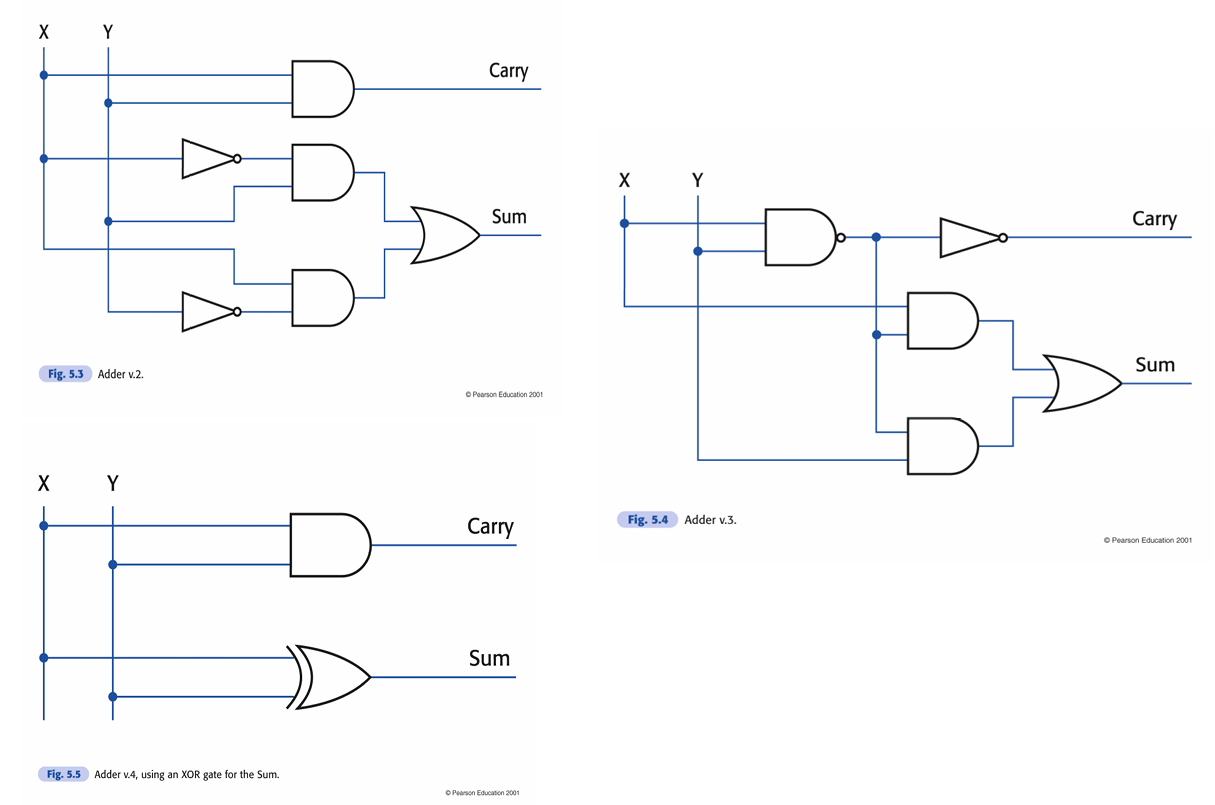 X Y
Carry
Sum
Fig. 5.3 Adder v.2.
© Pearson Education 2001
X Y
Carry
Sum
Fig. 5.4 Adder v.3.
© Pearson Education 2001
X Y
Carry
Sum
Fig. 5.5 Adder v.4, using an XOR gate for the Sum.
© Pearson Education 2001